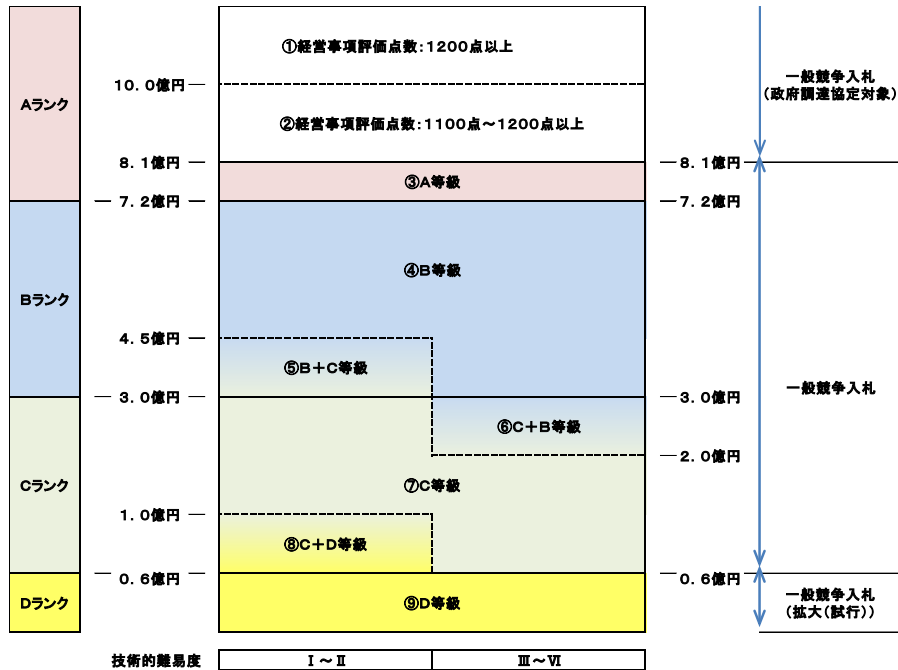 ①経営事項評価点数:1200点以上
10.0億円
一般競争入札
(政府調達協定対象)
Aランク
②経営事項評価点数:1100点~1200点以上
8.1億円
8.1億円
③A等級
7.2億円
7.2億円
④B等級
Bランク
4.5億円
⑤B+C等級
3.0億円
3.0億円
一般競争入札
⑥C+B等級
2.0億円
Cランク
⑦C等級
1.0億円
⑧C+D等級
0.6億円
0.6億円
Dランク
⑨D等級
一般競争入札
(拡大(試行))
技術的難易度
Ⅰ~Ⅱ
Ⅲ~Ⅵ